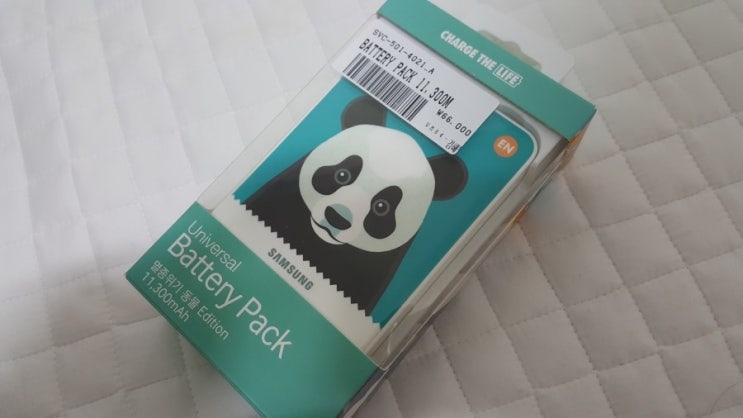 CHARGE THE LIFE
SVC-501-4021_A
BATTERY PACK 11,300M
₩66,000
EN
SAMSUNG
Universal
Battery Pack
멸종위기 동물 Edition
11,300mAh